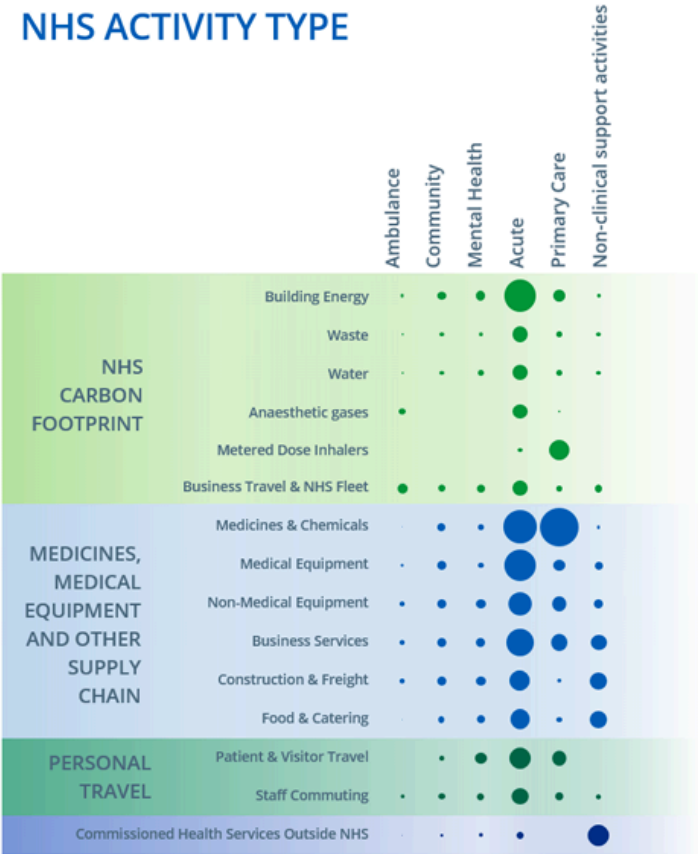 NHS ACTIVITY TYPE
Ambulance
Community
Mental Health
Acute
Primary Care
Non-clinical support activities
NHS
CARBON
FOOTPRINT
Building Energy
Waste
Water
Anaesthetic gases
Metered Dose Inhalers
Business Travel & NHS Fleet
MEDICINES,
MEDICAL
EQUIPMENT
AND OTHER
SUPPLY
CHAIN
Medicines & Chemicals
Medical Equipment
Non-Medical Equipment
Business Services
Construction & Freight
Food & Catering
PERSONAL
TRAVEL
Patient & Visitor Travel
Staff Commuting
Commissioned Health Services Outside NHS